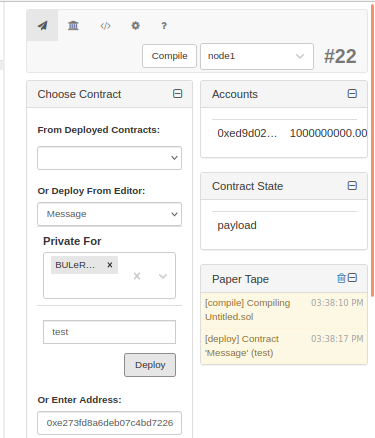 Compile
node1
#22
Choose Contract
From Deployed Contracts:
Or Deploy From Editor:
Message
Private For
BULeR... ×
test
Deploy
Or Enter Address:
0xe273fd8a6deb07c4bd7226
Accounts
0xed9d02... 1000000000.00
Contract State
payload
Paper Tape
[compile] Compiling 03:38:10 PM
Untitled.sol
[deploy] Contract 03:38:17 PM
'Message' (test)